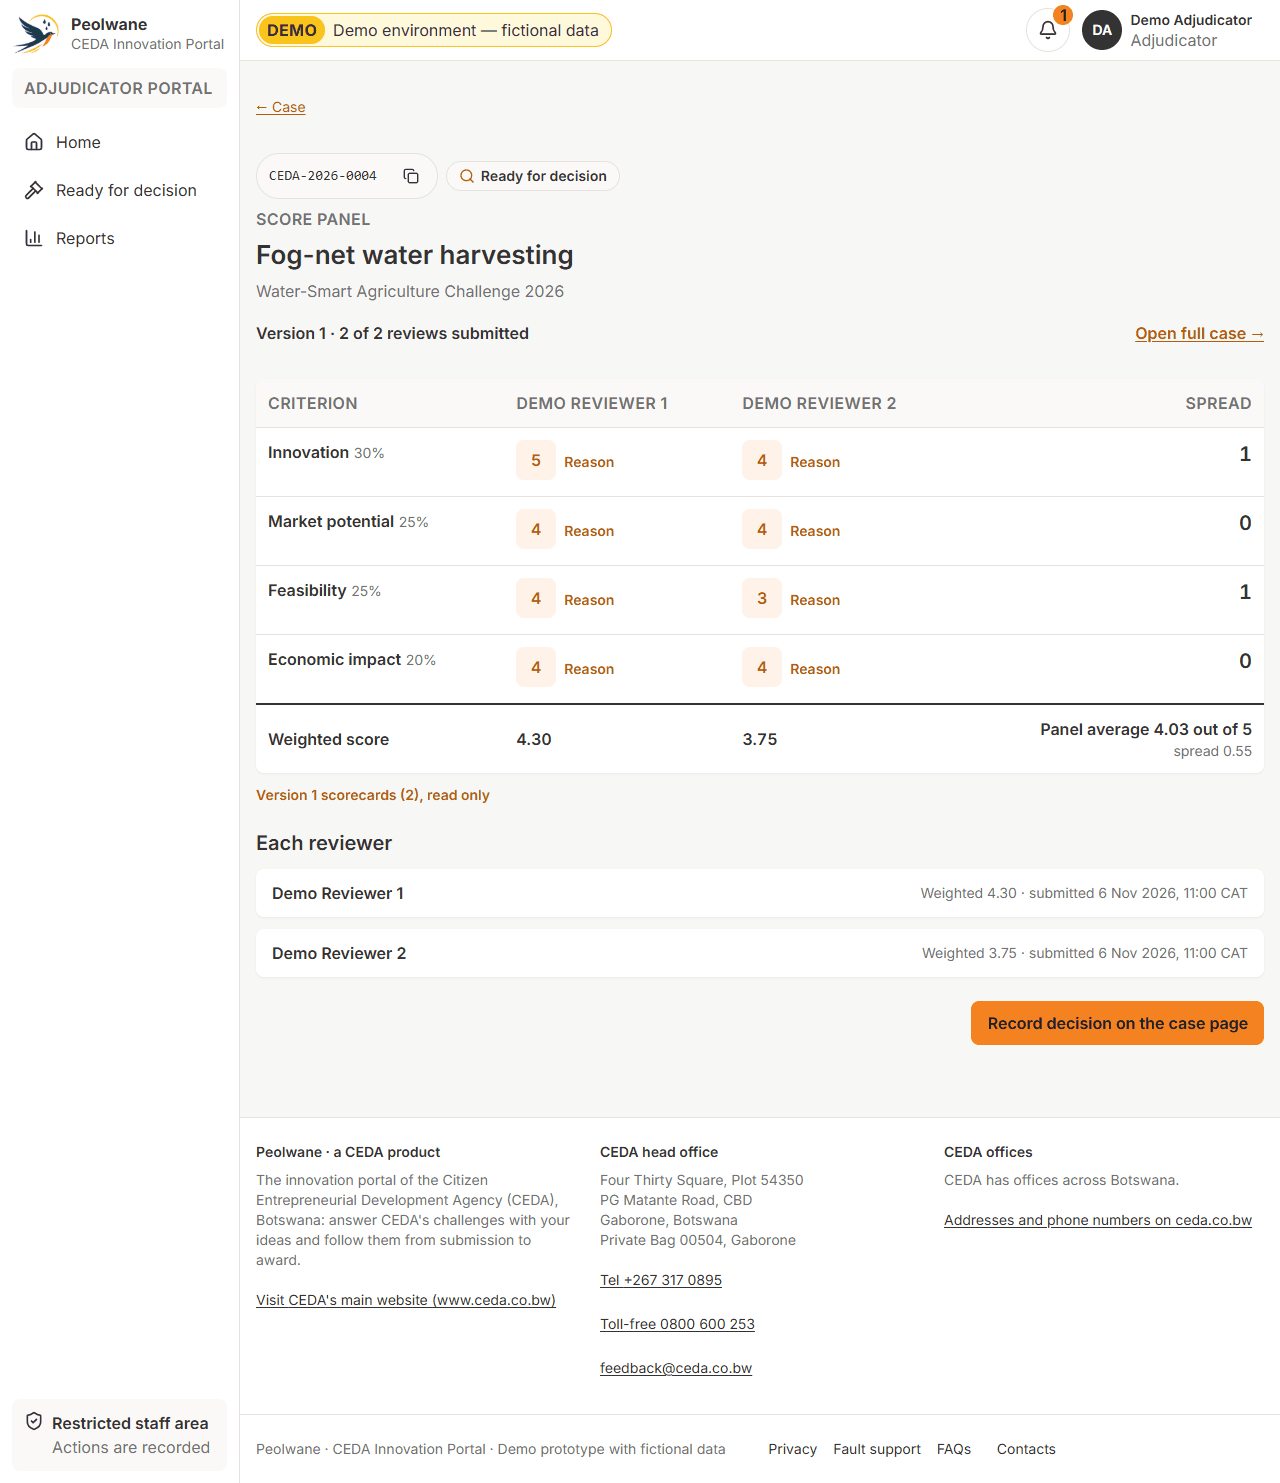 Peolwane
CEDA Innovation Portal
ADJUDICATOR PORTAL
Home
Ready for decision
Reports
Restricted staff area
Actions are recorded
DEMO Demo environment — fictional data
1
DA
Demo Adjudicator
Adjudicator
← Case
CEDA-2026-0004 Ready for decision
SCORE PANEL
Fog-net water harvesting
Water-Smart Agriculture Challenge 2026
Version 1 · 2 of 2 reviews submitted Open full case →
CRITERION DEMO REVIEWER 1 DEMO REVIEWER 2 SPREAD
Innovation 30% 5 Reason 4 Reason 1
Market potential 25% 4 Reason 4 Reason 0
Feasibility 25% 4 Reason 3 Reason 1
Economic impact 20% 4 Reason 4 Reason 0
Weighted score 4.30 3.75 Panel average 4.03 out of 5
spread 0.55
Version 1 scorecards (2), read only
Each reviewer
Demo Reviewer 1 Weighted 4.30 · submitted 6 Nov 2026, 11:00 CAT
Demo Reviewer 2 Weighted 3.75 · submitted 6 Nov 2026, 11:00 CAT
Record decision on the case page
Peolwane · a CEDA product
The innovation portal of the Citizen
Entrepreneurial Development Agency (CEDA),
Botswana: answer CEDA's challenges with your
ideas and follow them from submission to
award.
Visit CEDA's main website (www.ceda.co.bw)
CEDA head office
Four Thirty Square, Plot 54350
PG Matante Road, CBD
Gaborone, Botswana
Private Bag 00504, Gaborone
Tel +267 317 0895
Toll-free 0800 600 253
feedback@ceda.co.bw
CEDA offices
CEDA has offices across Botswana.
Addresses and phone numbers on ceda.co.bw
Peolwane · CEDA Innovation Portal · Demo prototype with fictional data Privacy Fault support FAQs Contacts